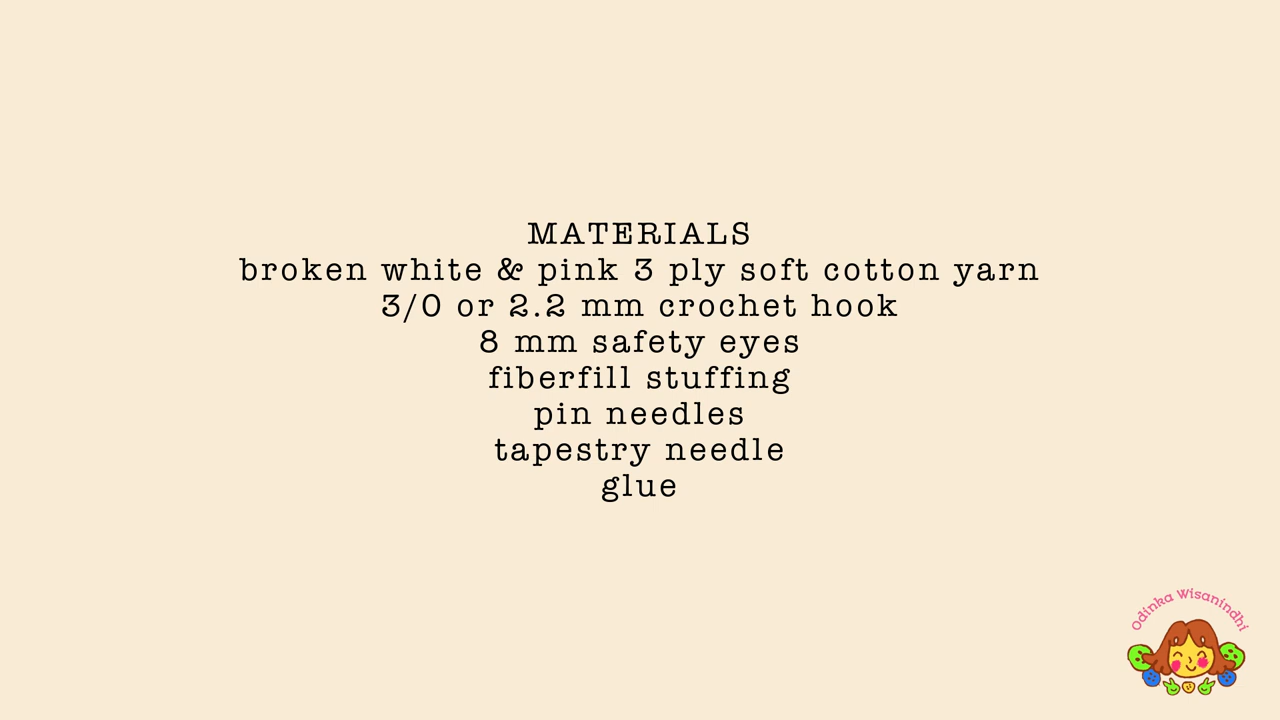 MATERIALS
broken white & pink 3 ply soft cotton yarn
3/0 or 2.2 mm crochet hook
8 mm safety eyes
fiberfill stuffing
pin needles
tapestry needle
glue
Odinka Wisanindhi